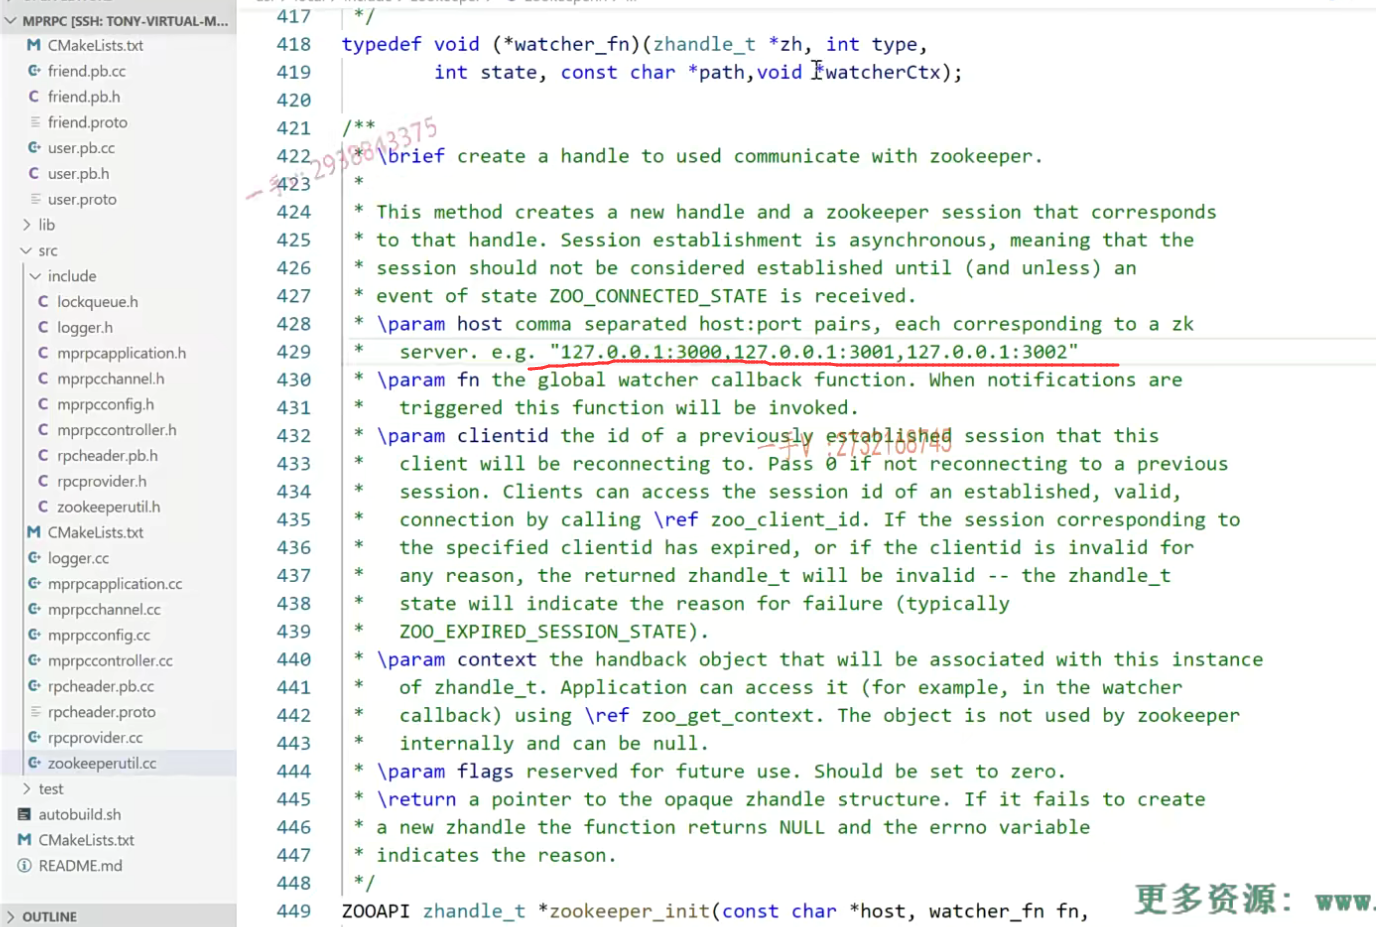 MPRPC [SSH: TONY-VIRTUAL-M...
CMakeLists.txt
friend.pb.cc
friend.pb.h
friend.proto
user.pb.cc
user.pb.h
user.proto
lib
src
include
lockqueue.h
logger.h
mprpcapplication.h
mprpcchannel.h
mprpcconfig.h
mprpccontroller.h
rpcheader.pb.h
rpcprovider.h
zookeeperutil.h
CMakeLists.txt
logger.cc
mprpcapplication.cc
mprpcchannel.cc
mprpcconfig.cc
mprpccontroller.cc
rpcheader.pb.cc
rpcheader.proto
rpcprovider.cc
zookeeperutil.cc
test
autobuild.sh
CMakeLists.txt
README.md
OUTLINE
417 */
418 typedef void (*watcher_fn)(zhandle_t *zh, int type,
419 int state, const char *path,void *watcherCtx);
420
421 /**
422 * \brief create a handle to used communicate with zookeeper.
423 *
424 * This method creates a new handle and a zookeeper session that corresponds
425 * to that handle. Session establishment is asynchronous, meaning that the
426 * session should not be considered established until (and unless) an
427 * event of state ZOO_CONNECTED_STATE is received.
428 * \param host comma separated host:port pairs, each corresponding to a zk
429 * server. e.g. "127.0.0.1:3000,127.0.0.1:3001,127.0.0.1:3002"
430 * \param fn the global watcher callback function. When notifications are
431 * triggered this function will be invoked.
432 * \param clientid the id of a previously established session that this
433 * client will be reconnecting to. Pass 0 if not reconnecting to a previous
434 * session. Clients can access the session id of an established, valid,
435 * connection by calling \ref zoo_client_id. If the session corresponding to
436 * the specified clientid has expired, or if the clientid is invalid for
437 * any reason, the returned zhandle_t will be invalid -- the zhandle_t
438 * state will indicate the reason for failure (typically
439 * ZOO_EXPIRED_SESSION_STATE).
440 * \param context the handback object that will be associated with this instance
441 * of zhandle_t. Application can access it (for example, in the watcher
442 * callback) using \ref zoo_get_context. The object is not used by zookeeper
443 * internally and can be null.
444 * \param flags reserved for future use. Should be set to zero.
445 * \return a pointer to the opaque zhandle structure. If it fails to create
446 * a new zhandle the function returns NULL and the errno variable
447 * indicates the reason.
448 */
449 ZOOAPI zhandle_t *zookeeper_init(const char *host, watcher_fn fn,
2938843375
更多资源: www.